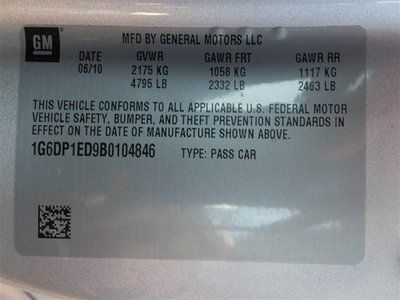 GM
MFD BY GENERAL MOTORS LLC
DATE GVWR GAWR FRT GAWR RR
06/10 2175 KG 1058 KG 1117 KG
4795 LB 2332 LB 2463 LB
THIS VEHICLE CONFORMS TO ALL APPLICABLE U.S. FEDERAL MOTOR
VEHICLE SAFETY, BUMPER, AND THEFT PREVENTION STANDARDS IN
EFFECT ON THE DATE OF MANUFACTURE SHOWN ABOVE.
1G6DP1ED9B0104846 TYPE: PASS CAR